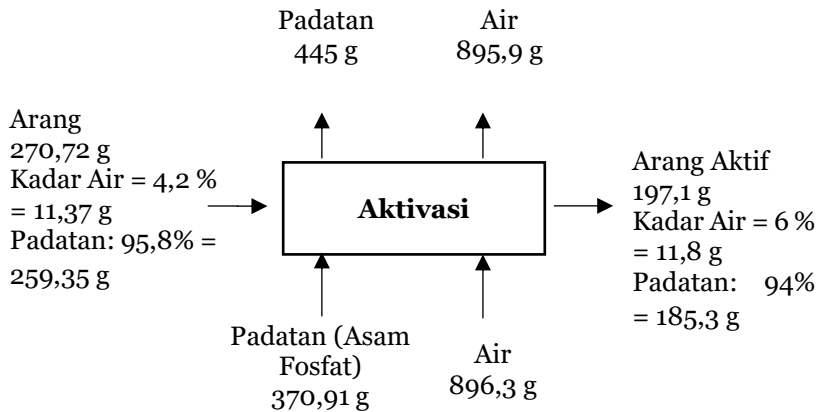 Padatan
445 g
Air
895,9 g
Arang
270,72 g
Kadar Air = 4,2 %
= 11,37 g
Padatan: 95,8% =
259,35 g
Aktivasi
Arang Aktif
197,1 g
Kadar Air = 6 %
= 11,8 g
Padatan: 94%
= 185,3 g
Padatan (Asam
Fosfat)
370,91 g
Air
896,3 g